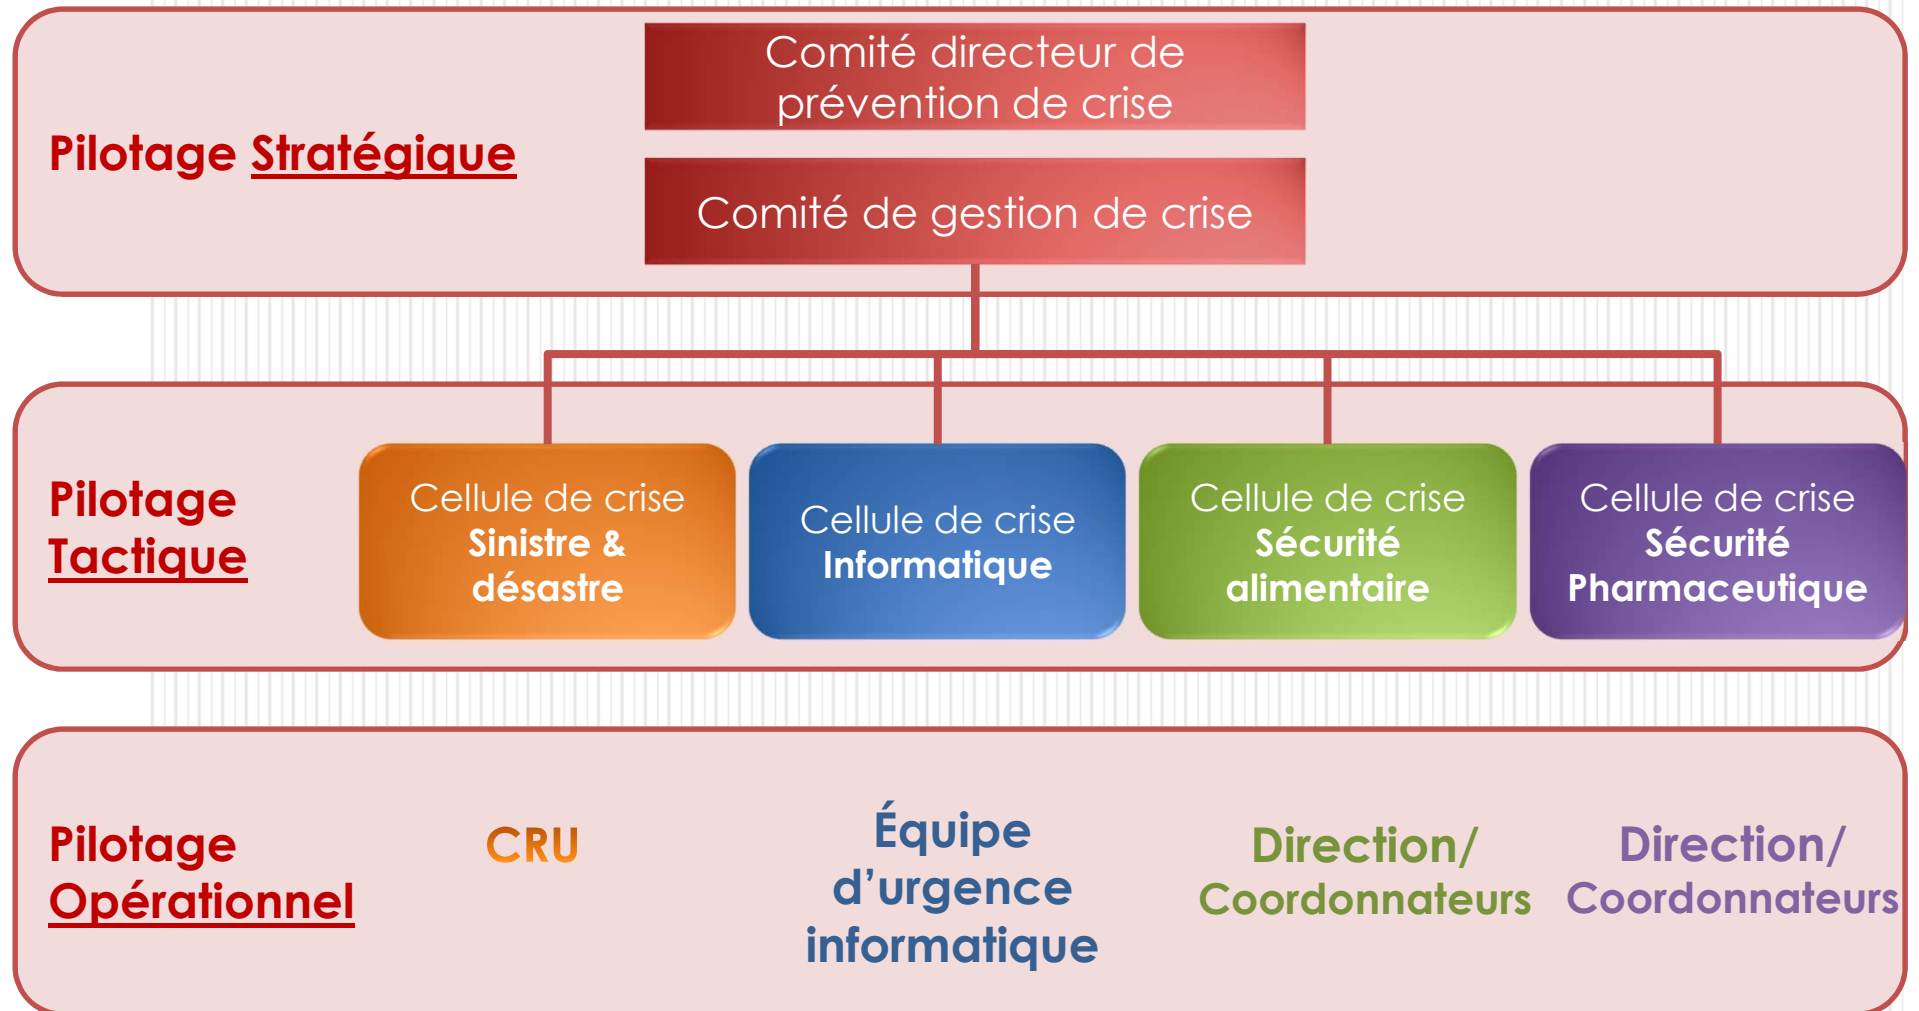 Pilotage Stratégique
Comité directeur de
prévention de crise
Comité de gestion de crise
Pilotage
Tactique
Cellule de crise
Sinistre &
désastre
Cellule de crise
Informatique
Cellule de crise
Sécurité
alimentaire
Cellule de crise
Sécurité
Pharmaceutique
Pilotage
Opérationnel
CRU
Équipe
d’urgence
informatique
Direction/
Coordonnateurs
Direction/
Coordonnateurs